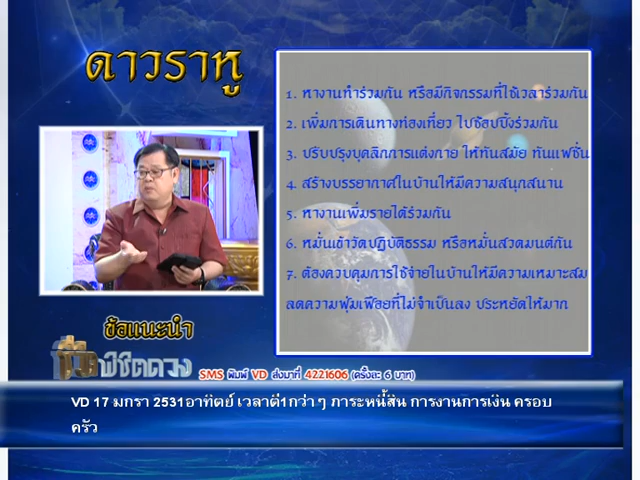 ดาวราหู
1. หางานทำร่วมกัน หรือมีกิจกรรมที่ใช้เวลาร่วมกัน
2. เพิ่มการเดินทางท่องเที่ยว ไปช้อปปิ้งร่วมกัน
3. ปรับปรุงบุคลิกการแต่งกาย ให้ทันสมัย ทันแฟชั่น
4. สร้างบรรยากาศในบ้านให้มีความสนุกสนาน
5. หางานเพิ่มรายได้ร่วมกัน
6. หมั่นเข้าวัดปฏิบัติธรรม หรือหมั่นสวดมนต์กัน
7. ต้องควบคุมการใช้จ่ายในบ้านให้มีความเหมาะสม
ลดความฟุ่มเฟือยที่ไม่จำเป็นลง ประหยัดให้มาก
ข้อแนะนำ
พิชิตดวง
SMS พิมพ์ VD ส่งมาที่ 4221606 (ครั้งละ 6 บาท)
VD 17 มกรา 2531อาทิตย์ เวลาตี1กว่าๆ ภาระหนี้สิน การงานการเงิน ครอบ
ครัว